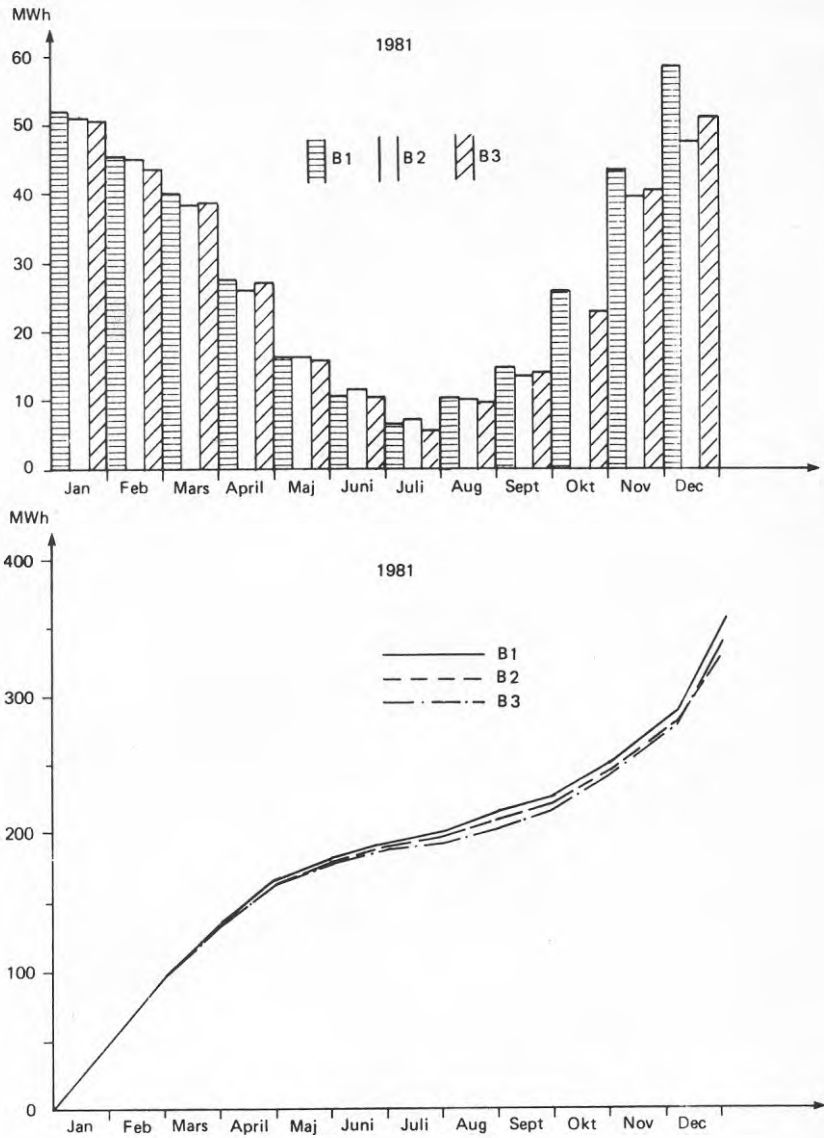 MWh
1981
60
50
40
30
20
10
0
B1 B2 B3
Jan Feb Mars April Maj Juni Juli Aug Sept Okt Nov Dec
MWh
1981
400
300
200
100
0
B1
B2
B3
Jan Feb Mars April Maj Juni Juli Aug Sept Okt Nov Dec